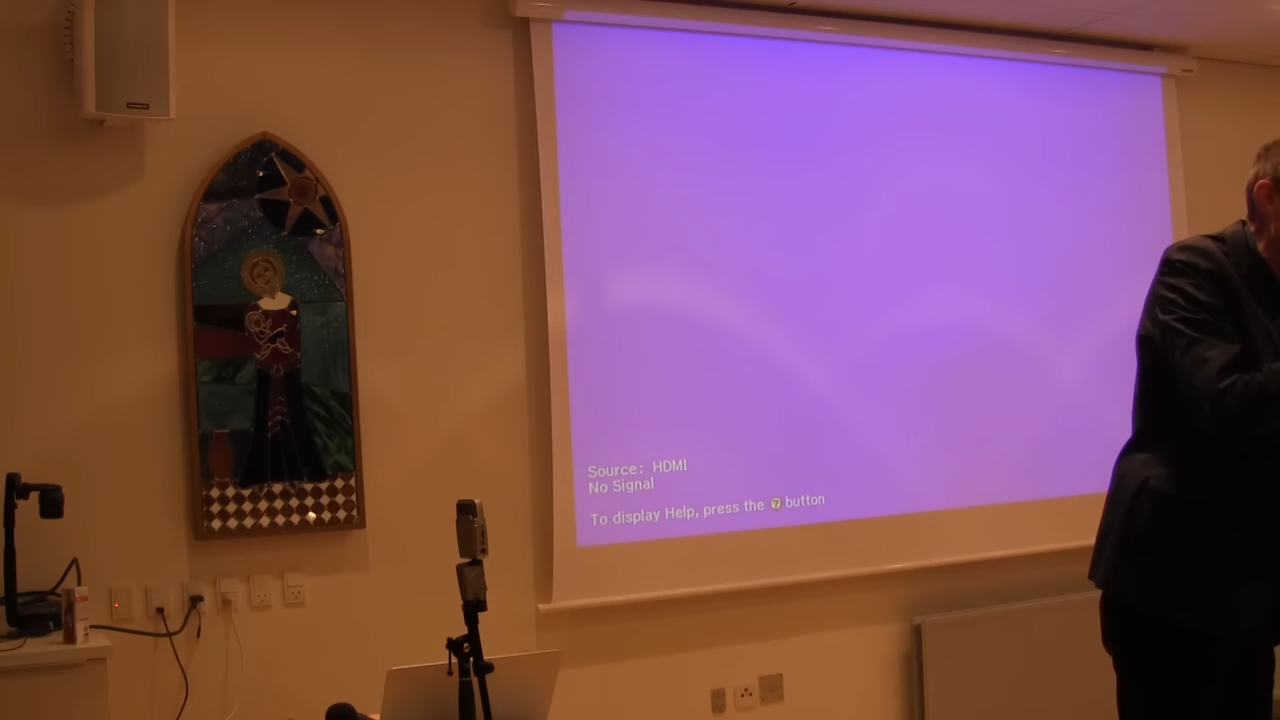 Source: HDMI
No Signal
To display Help, press the ? button